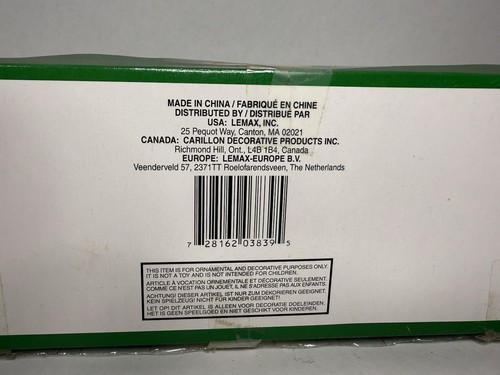 MADE IN CHINA / FABRIQUÉ EN CHINE
DISTRIBUTED BY / DISTRIBUÉ PAR
USA: LEMAX, INC.
25 Pequot Way, Canton, MA 02021
CANADA: CARILLON DECORATIVE PRODUCTS INC.
Richmond Hill, Ont., L4B 1B4, Canada
EUROPE: LEMAX-EUROPE B.V.
Veenderveld 57, 2371TT Roelofarendsveen, The Netherlands
7 28162 03839 5
THIS ITEM IS FOR ORNAMENTAL AND DECORATIVE PURPOSES ONLY.
IT IS NOT A TOY AND IS NOT INTENDED FOR CHILDREN.
ARTICLE À VOCATION ORNEMENTALE ET DÉCORATIVE SEULEMENT.
COMME CE N'EST PAS UN JOUET, IL NE S'ADRESSE PAS AUX ENFANTS.
ACHTUNG! DIESER ARTIKEL IST NUR ZUM DEKORIEREN GEEIGNET.
KEIN SPIELZEUG! NICHT FÜR KINDER GEEIGNET!
LET OP! DIT ARTIKEL IS ALLEEN VOOR DECORATIE DOELEINDEN.
HET IS GEEN SPEELGOED EN NIET GESCHIKT VOOR KINDEREN.